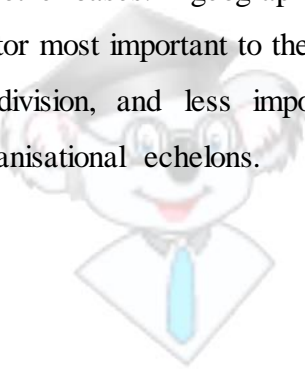 tor most important to the
division, and less impo
anisational echelons.